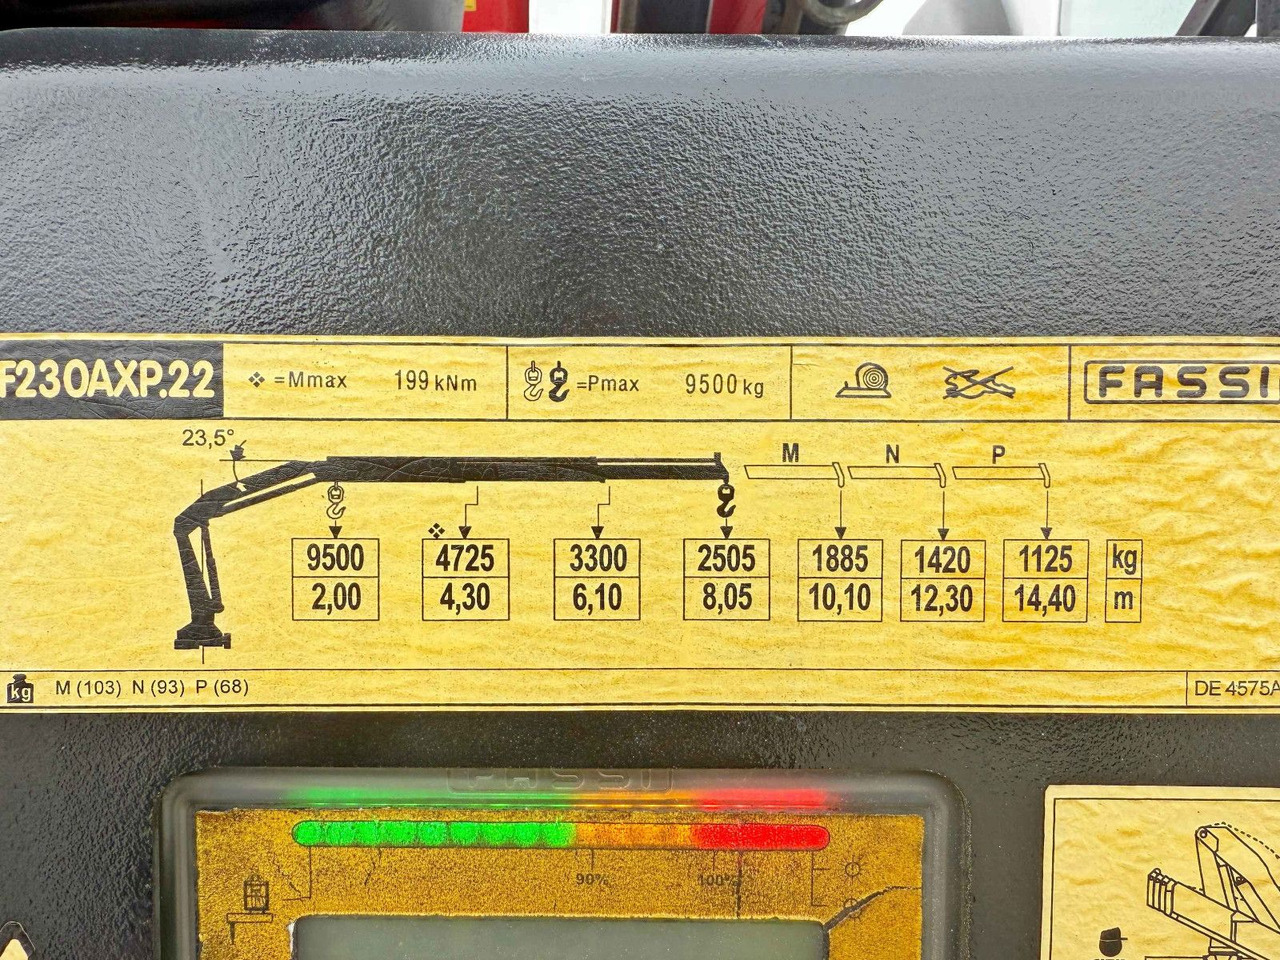 F230AXP.22 ❖ =Mmax 199 kNm =Pmax 9500 kg FASSI
23,5° M N P
❖
9500 4725 3300 2505 1885 1420 1125 kg
2,00 4,30 6,10 8,05 10,10 12,30 14,40 m
kg M (103) N (93) P (68) DE 4575A
FASSI
90% 100%